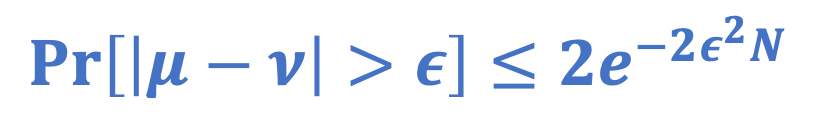 Pr[|μ − ν| > ϵ] ≤ 2e^{−2ϵ²N}